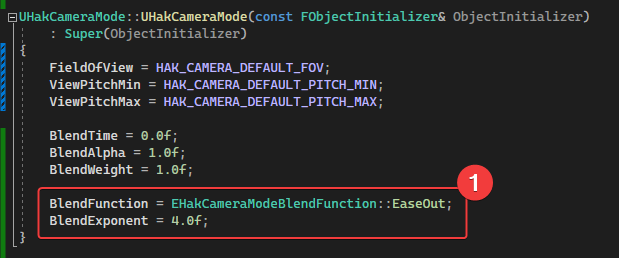 UHakCameraMode::UHakCameraMode(const FObjectInitializer& ObjectInitializer)
: Super(ObjectInitializer)
{
FieldOfView = HAK_CAMERA_DEFAULT_FOV;
ViewPitchMin = HAK_CAMERA_DEFAULT_PITCH_MIN;
ViewPitchMax = HAK_CAMERA_DEFAULT_PITCH_MAX;
BlendTime = 0.0f;
BlendAlpha = 1.0f;
BlendWeight = 1.0f;
1
BlendFunction = EHakCameraModeBlendFunction::EaseOut;
BlendExponent = 4.0f;
}